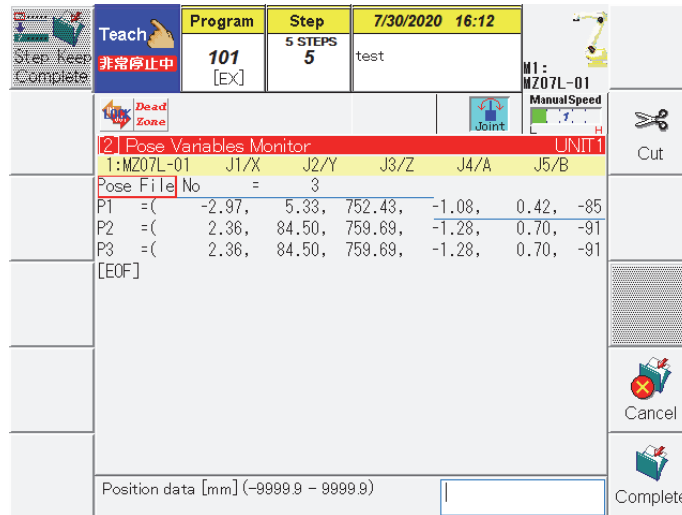 Step Keep
Complete
Teach
非常停止中
Program
101
[EX]
Step
5 STEPS
5
7/30/2020 16:12
test
M1:
MZ07L-01
LOCK
Dead
Zone
Joint
Manual Speed
1
L H
[2] Pose Variables Monitor UNIT1
1:MZ07L-01 J1/X J2/Y J3/Z J4/A J5/B
Pose File No = 3
P1 =( -2.97, 5.33, 752.43, -1.08, 0.42, -85
P2 =( 2.36, 84.50, 759.69, -1.28, 0.70, -91
P3 =( 2.36, 84.50, 759.69, -1.28, 0.70, -91
[EOF]
Position data [mm] (-9999.9 - 9999.9)
Cut
Cancel
Complete